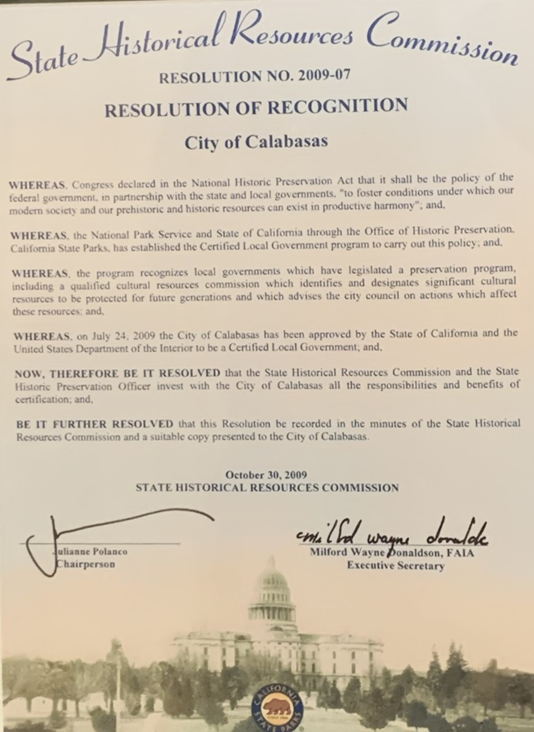 State Historical Resources Commission
RESOLUTION NO. 2009-07
RESOLUTION OF RECOGNITION
City of Calabasas
WHEREAS, Congress declared in the National Historic Preservation Act that it shall be the policy of the
federal government, in partnership with the state and local governments, "to foster conditions under which our
modern society and our prehistoric and historic resources can exist in productive harmony"; and,
WHEREAS, the National Park Service and State of California through the Office of Historic Preservation,
California State Parks, has established the Certified Local Government program to carry out this policy; and,
WHEREAS, the program recognizes local governments which have legislated a preservation program,
including a qualified cultural resources commission which identifies and designates significant cultural
resources to be protected for future generations and which advises the city council on actions which affect
these resources; and,
WHEREAS, on July 24, 2009 the City of Calabasas has been approved by the State of California and the
United States Department of the Interior to be a Certified Local Government; and,
NOW, THEREFORE BE IT RESOLVED that the State Historical Resources Commission and the State
Historic Preservation Officer invest with the City of Calabasas all the responsibilities and benefits of
certification; and,
BE IT FURTHER RESOLVED that this Resolution be recorded in the minutes of the State Historical
Resources Commission and a suitable copy presented to the City of Calabasas.
October 30, 2009
STATE HISTORICAL RESOURCES COMMISSION
Milford wayne donalds
Julianne Polanco
Chairperson
Milford Wayne Donaldson, FAIA
Executive Secretary
CALIFORNIA
STATE PARKS